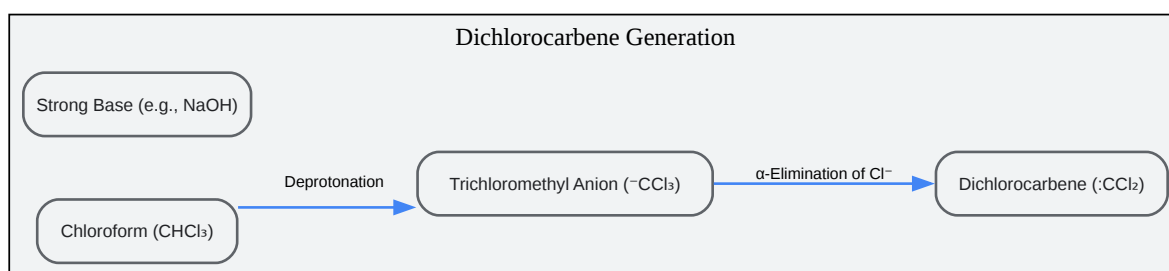 Dichlorocarbene Generation
Strong Base (e.g., NaOH)
Deprotonation
Trichloromethyl Anion (⁻CCl₃)
α-Elimination of Cl⁻
Dichlorocarbene (:CCl₂)
Chloroform (CHCl₃)